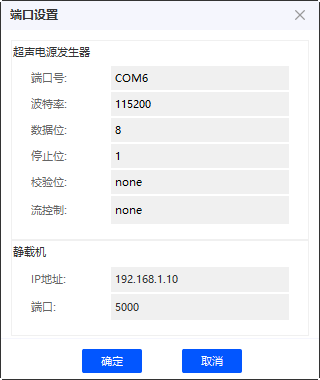 端口设置
超声电源发生器
端口号: COM6
波特率: 115200
数据位: 8
停止位: 1
校验位: none
流控制: none
静载机
IP地址: 192.168.1.10
端口: 5000
确定 取消